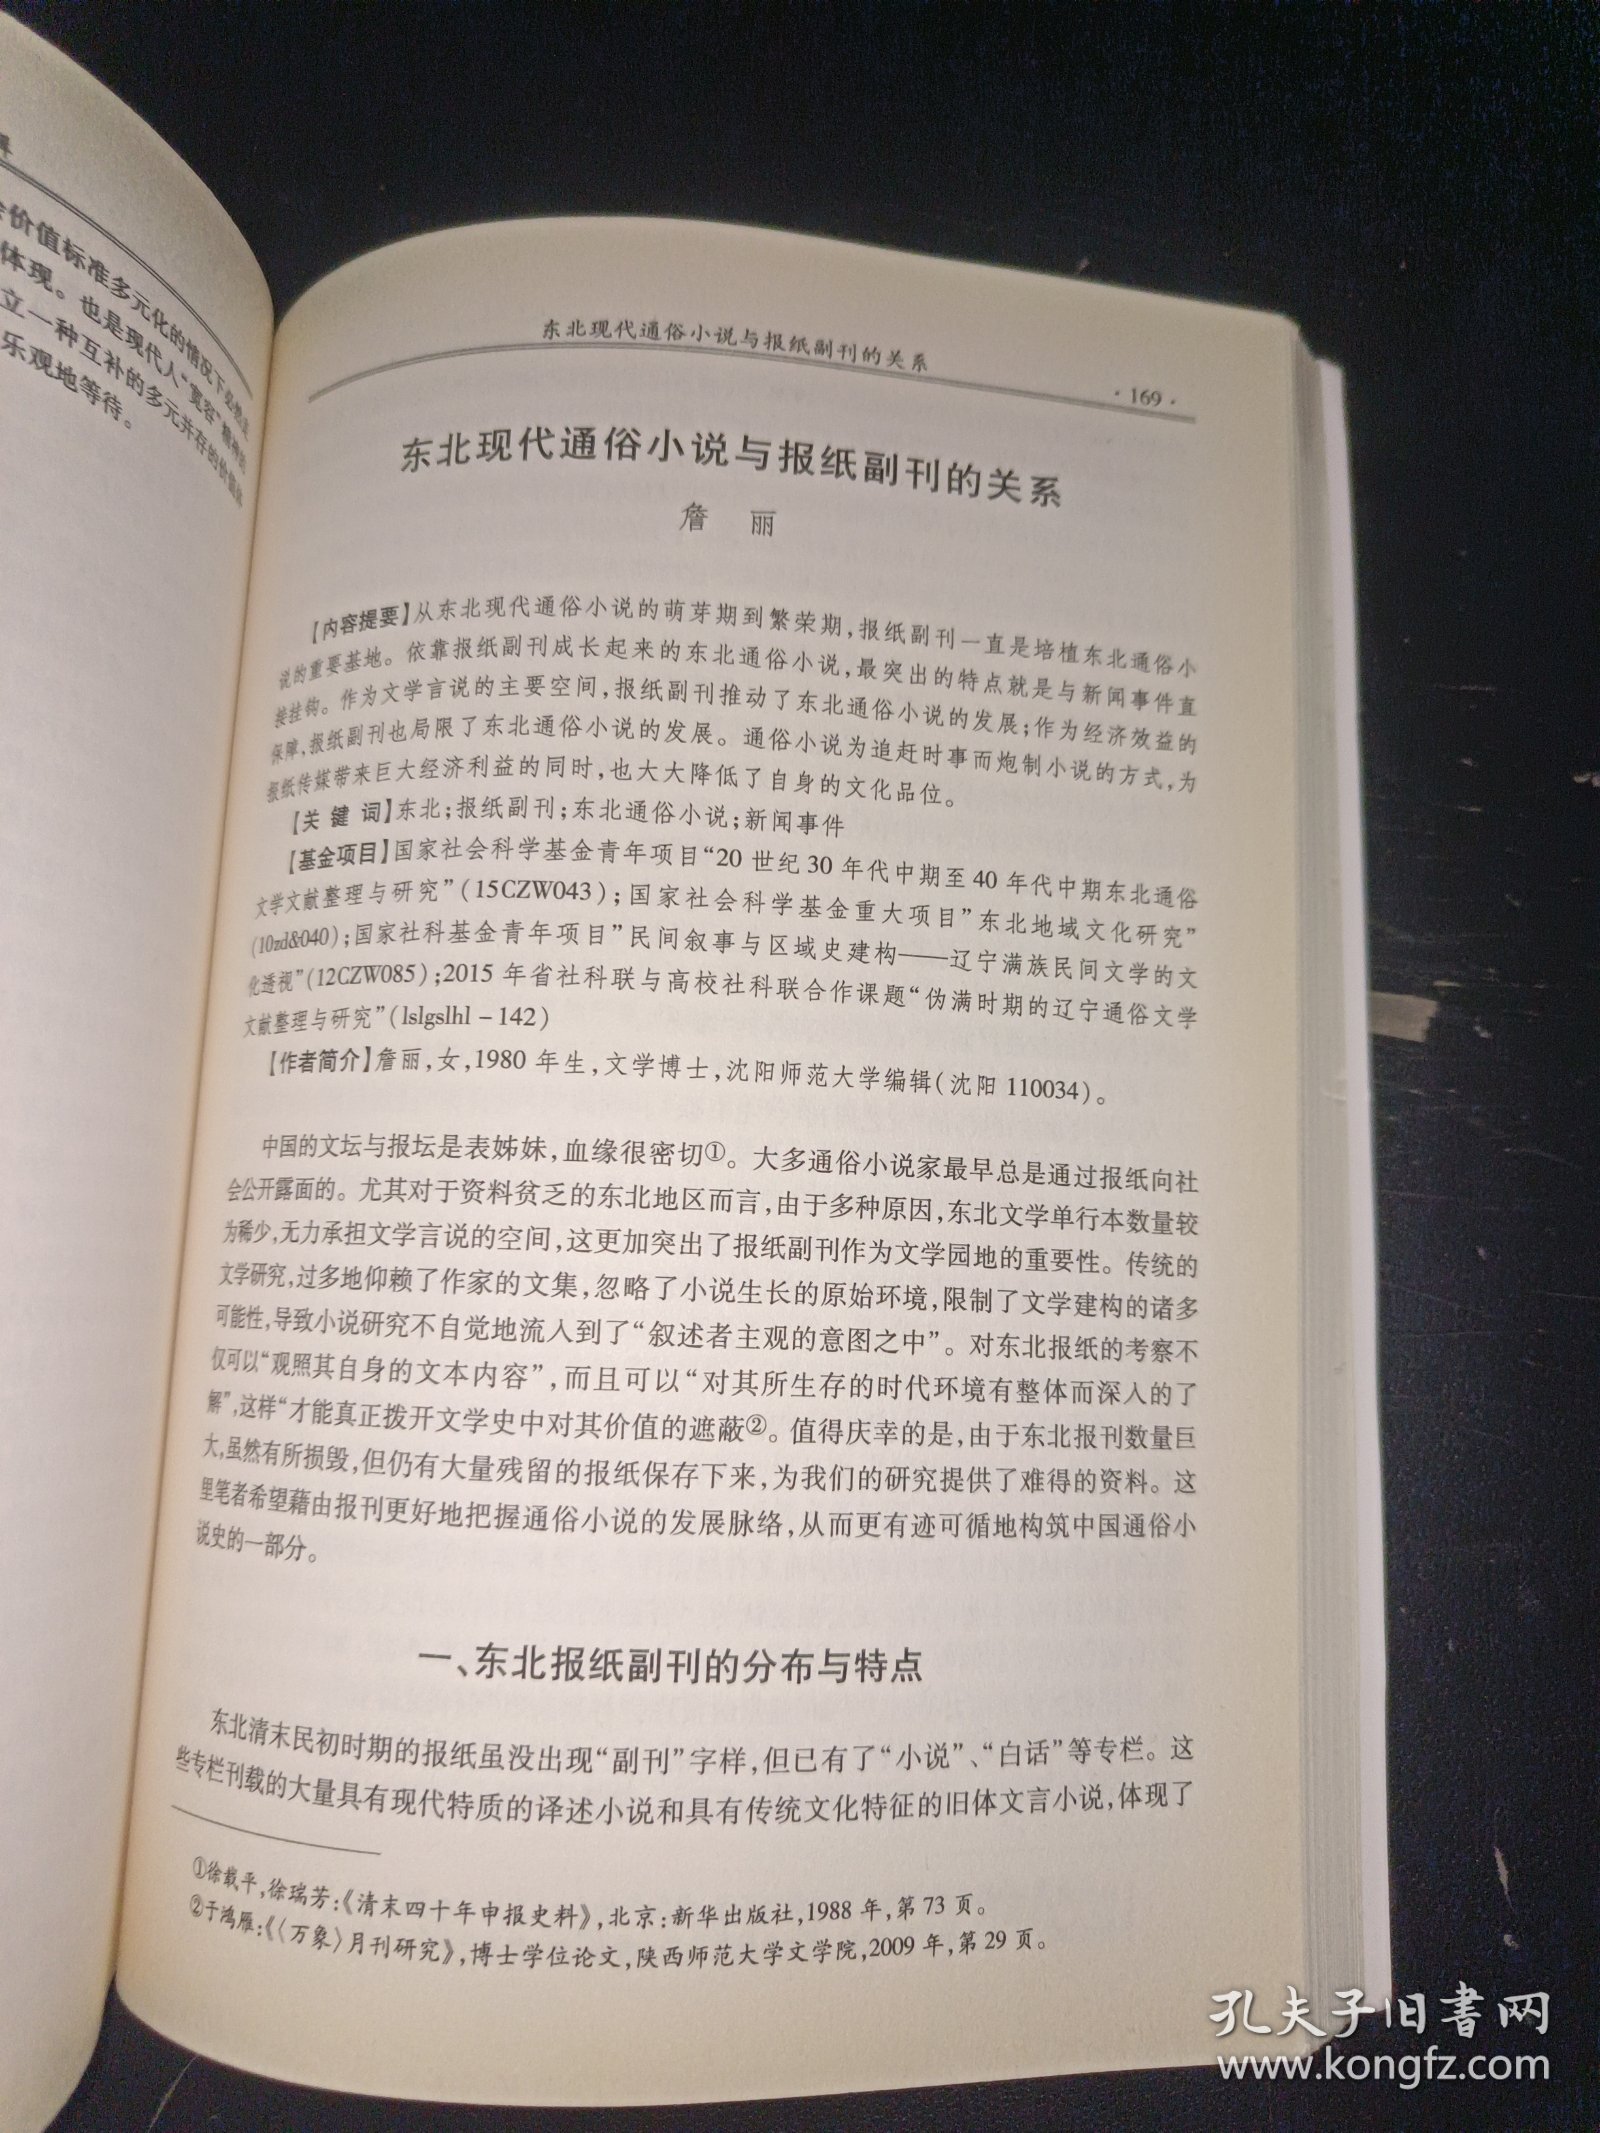 价值标准多元化的情况下必然
体现。也是现代人“宽容”精神的
立一种互补的多元并存的价值
乐观地等待。
东北现代通俗小说与报纸副刊的关系
·169·
东北现代通俗小说与报纸副刊的关系
詹 丽
【内容提要】从东北现代通俗小说的萌芽期到繁荣期，报纸副刊一直是培植东北通俗小
说的重要基地。依靠报纸副刊成长起来的东北通俗小说，最突出的特点就是与新闻事件直
接挂钩。作为文学言说的主要空间，报纸副刊推动了东北通俗小说的发展；作为经济效益的
保障，报纸副刊也局限了东北通俗小说的发展。通俗小说为追赶时事而炮制小说的方式，为
报纸传媒带来巨大经济利益的同时，也大大降低了自身的文化品位。
【关 键 词】东北；报纸副刊；东北通俗小说；新闻事件
【基金项目】国家社会科学基金青年项目“20 世纪 30 年代中期至 40 年代中期东北通俗
文学文献整理与研究”(15CZW043)；国家社会科学基金重大项目”东北地域文化研究”
(10zd&040)；国家社科基金青年项目”民间叙事与区域史建构——辽宁满族民间文学的文
化透视”(12CZW085)；2015 年省社科联与高校社科联合作课题“伪满时期的辽宁通俗文学
文献整理与研究”(lslgslhl－142)
【作者简介】詹丽，女，1980 年生，文学博士，沈阳师范大学编辑(沈阳 110034)。
中国的文坛与报坛是表姊妹，血缘很密切①。大多通俗小说家最早总是通过报纸向社
会公开露面的。尤其对于资料贫乏的东北地区而言，由于多种原因，东北文学单行本数量较
为稀少，无力承担文学言说的空间，这更加突出了报纸副刊作为文学园地的重要性。传统的
文学研究，过多地仰赖了作家的文集，忽略了小说生长的原始环境，限制了文学建构的诸多
可能性，导致小说研究不自觉地流入到了“叙述者主观的意图之中”。对东北报纸的考察不
仅可以“观照其自身的文本内容”，而且可以“对其所生存的时代环境有整体而深入的了
解”，这样“才能真正拨开文学史中对其价值的遮蔽②。值得庆幸的是，由于东北报刊数量巨
大，虽然有所损毁，但仍有大量残留的报纸保存下来，为我们的研究提供了难得的资料。这
里笔者希望藉由报刊更好地把握通俗小说的发展脉络，从而更有迹可循地构筑中国通俗小
说史的一部分。
一、东北报纸副刊的分布与特点
东北清末民初时期的报纸虽没出现“副刊”字样，但已有了“小说”、“白话”等专栏。这
些专栏刊载的大量具有现代特质的译述小说和具有传统文化特征的旧体文言小说，体现了
①徐载平，徐瑞芳：《清末四十年申报史料》，北京：新华出版社，1988 年，第 73 页。
②于鸿雁：《〈万象〉月刊研究》，博士学位论文，陕西师范大学文学院，2009 年，第 29 页。
孔夫子旧书网
www.kongfz.com